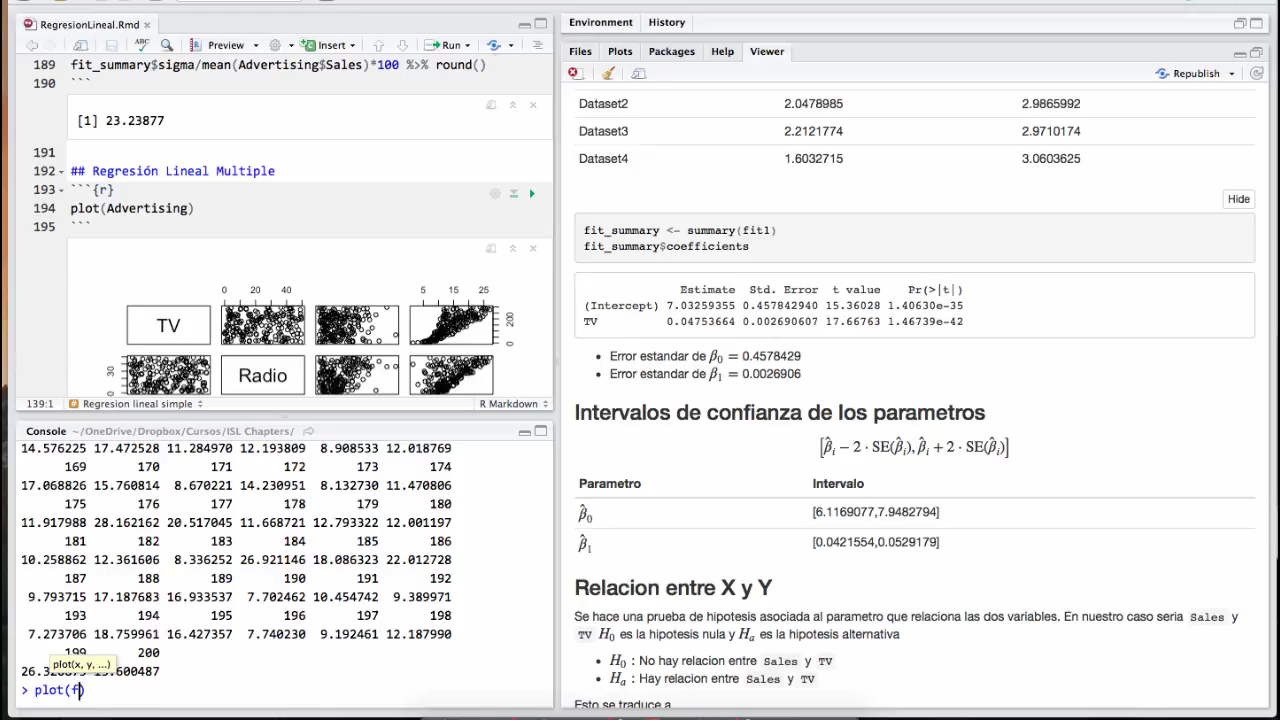 RegresionLineal.Rmd
Preview
Insert
Run
189 fit_summary$sigma/mean(Advertising$Sales)*100 %>% round()
190 ```
[1] 23.23877
191
192 ## Regresión Lineal Multiple
193 ```{r}
194 plot(Advertising)
195 ```
0 20 40
5 15 25
TV
0 200
30
0
Radio
139:1
Regresion lineal simple
R Markdown
Console ~/OneDrive/Dropbox/Cursos/ISL Chapters/
14.576225 17.472528 11.284970 12.193809 8.908533 12.018769
169 170 171 172 173 174
17.068826 15.760814 8.670221 14.230951 8.132730 11.470806
175 176 177 178 179 180
11.917988 28.162162 20.517045 11.668721 12.793322 12.001197
181 182 183 184 185 186
10.258862 12.361606 8.336252 26.921146 18.086323 22.012728
187 188 189 190 191 192
9.793715 17.187683 16.933537 7.702462 10.454742 9.389971
193 194 195 196 197 198
7.273706 18.759961 16.427357 7.740230 9.192461 12.187990
199 200
plot(x, y, ...)
> plot(f)
Environment History
Files Plots Packages Help Viewer
Republish
Dataset2 2.0478985 2.9865992
Dataset3 2.2121774 2.9710174
Dataset4 1.6032715 3.0603625
Hide
fit_summary <- summary(fit1)
fit_summary$coefficients
Estimate Std. Error t value Pr(>|t|)
(Intercept) 7.03259355 0.457842940 15.36028 1.40630e-35
TV 0.04753664 0.002690607 17.66763 1.46739e-42
• Error estandar de β̂0 = 0.4578429
• Error estandar de β̂1 = 0.0026906
Intervalos de confianza de los parametros
[β̂i − 2 · SE(β̂i), β̂i + 2 · SE(β̂i)]
Parametro Intervalo
β̂0 [6.1169077,7.9482794]
β̂1 [0.0421554,0.0529179]
Relacion entre X y Y
Se hace una prueba de hipotesis asociada al parametro que relaciona las dos variables. En nuestro caso seria Sales y
TV H0 es la hipotesis nula y Ha es la hipotesis alternativa
• H0 : No hay relacion entre Sales y TV
• Ha : Hay relacion entre Sales y TV
Esto se traduce a